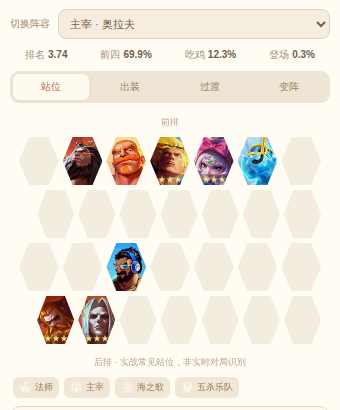 切换阵容 主宰 · 奥拉夫
排名 3.74 前四 69.9% 吃鸡 12.3% 登场 0.3%
站位 出装 过渡 变阵
前排
后排 · 实战常见站位，非实时对局识别
法师 主宰 海之歌 五杀乐队